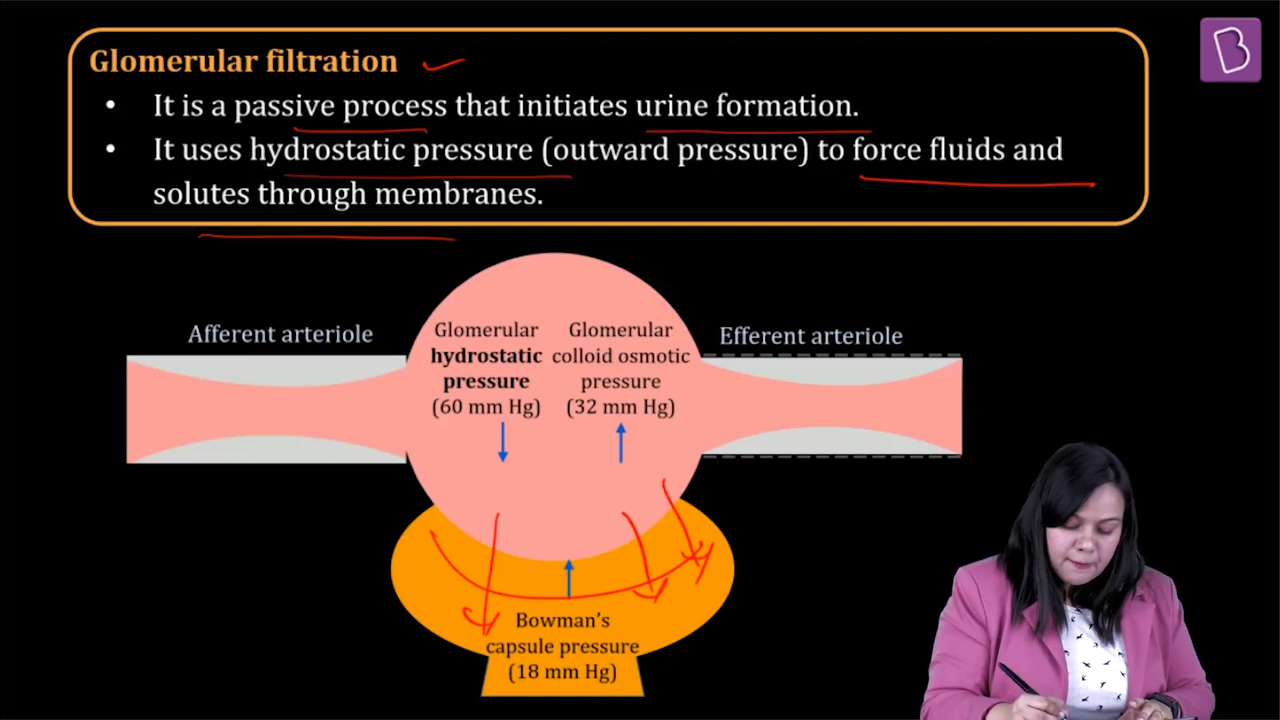 Glomerular filtration
• It is a passive process that initiates urine formation.
• It uses hydrostatic pressure (outward pressure) to force fluids and
solutes through membranes.
Afferent arteriole
Glomerular
hydrostatic
pressure
(60 mm Hg)
Glomerular
colloid osmotic
pressure
(32 mm Hg)
Efferent arteriole
Bowman's
capsule pressure
(18 mm Hg)
B